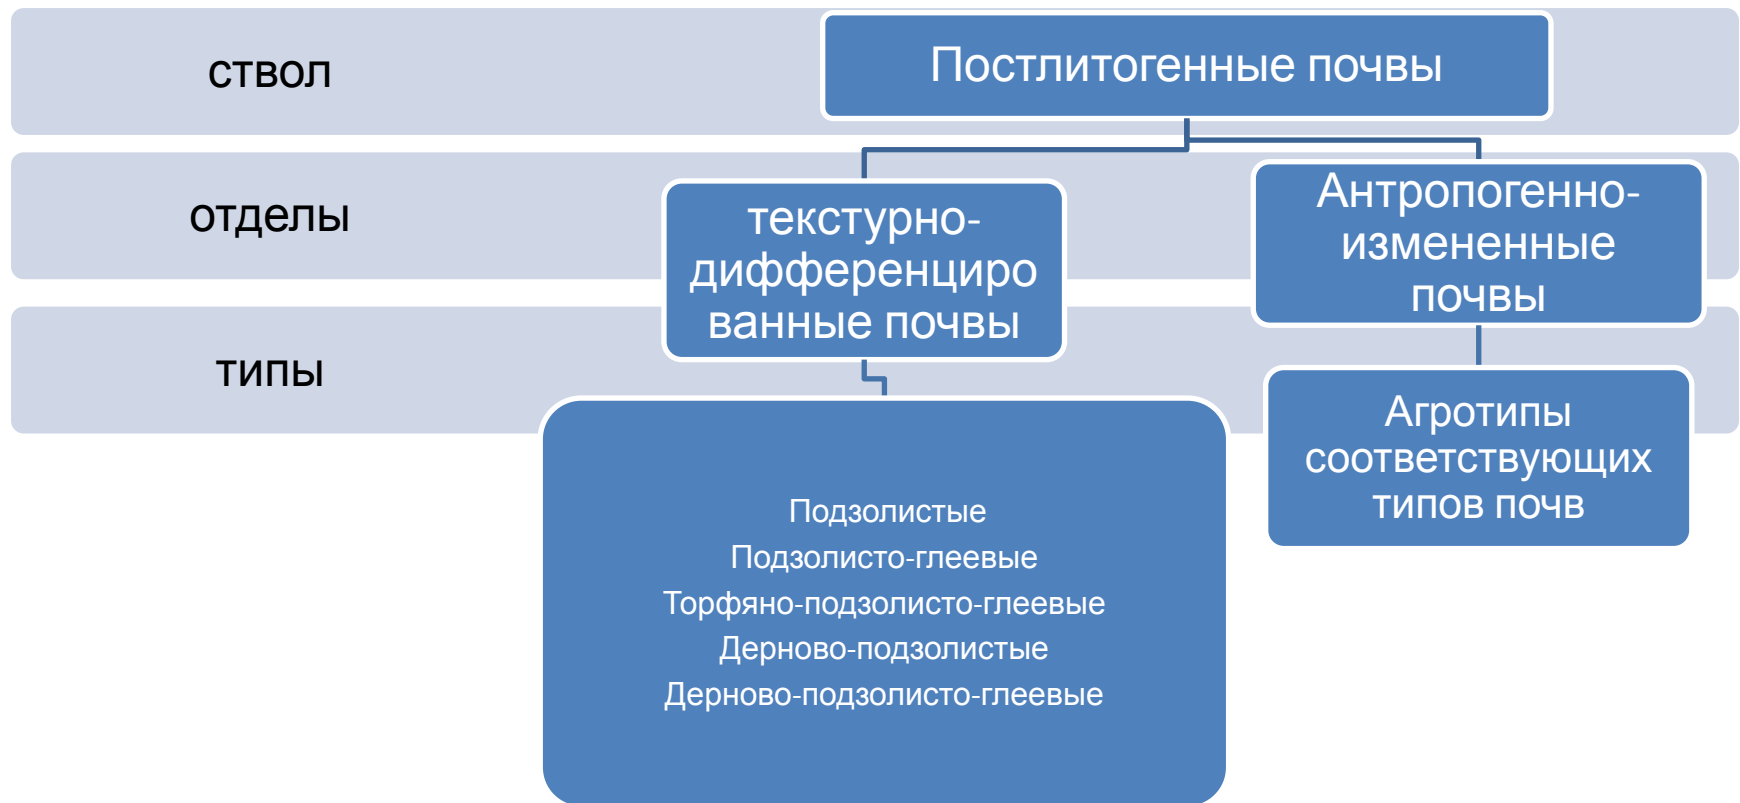 ствол
Постлитогенные почвы
отделы
текстурно-
дифференциро
ванные почвы
Антропогенно-
измененные
почвы
типы
Подзолистые
Подзолисто-глеевые
Торфяно-подзолисто-глеевые
Дерново-подзолистые
Дерново-подзолисто-глеевые
Агротипы
соответствующих
типов почв